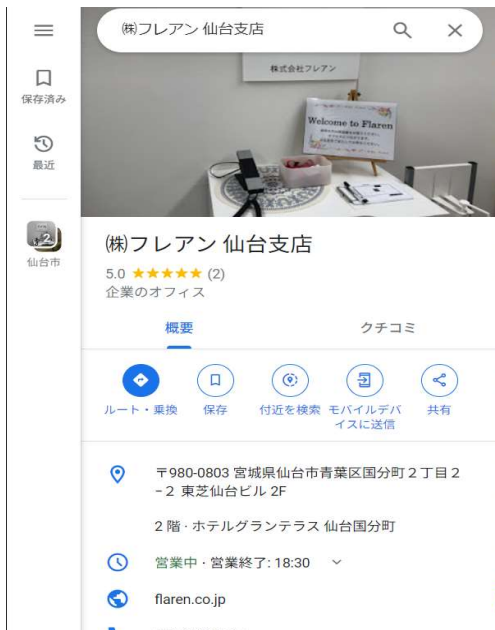 ㈱フレアン 仙台支店
保存済み
最近
2
仙台市
株式会社フレアン
Welcome to Flaren
㈱フレアン 仙台支店
5.0 ★★★★★ (2)
企業のオフィス
概要
クチコミ
ルート・乗換
保存
付近を検索
モバイルデバ
イスに送信
共有
〒980-0803 宮城県仙台市青葉区国分町２丁目２
−２ 東芝仙台ビル 2F
2 階 · ホテルグランテラス 仙台国分町
営業中 · 営業終了: 18:30
flaren.co.jp